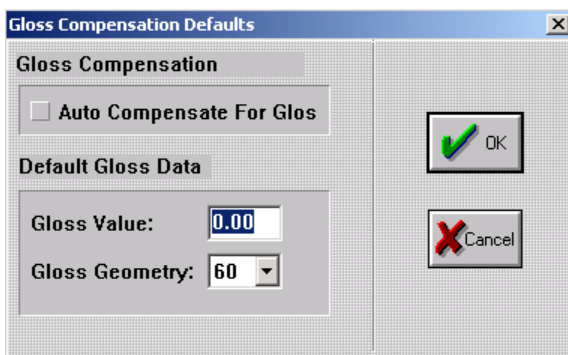 Gloss Compensation Defaults
Gloss Compensation
Auto Compensate For Glos
Default Gloss Data
Gloss Value: 0.00
Gloss Geometry: 60
OK
Cancel